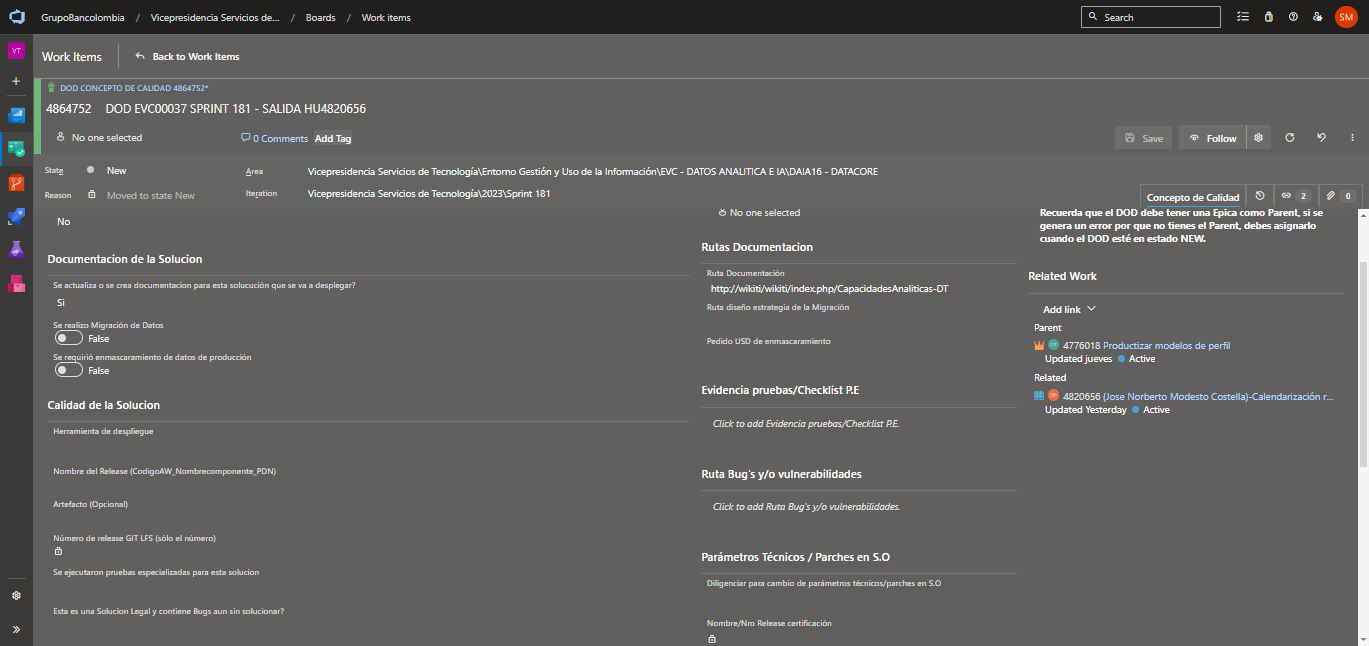 GrupoBancolombia / Vicepresidencia Servicios de... / Boards / Work items
Search
SM
VT
Work Items
Back to Work Items
DOD CONCEPTO DE CALIDAD 4864752*
4864752 DOD EVC00037 SPRINT 181 - SALIDA HU4820656
No one selected
0 Comments
Add Tag
Save
Follow
State
New
Area
Vicepresidencia Servicios de Tecnología\Entorno Gestión y Uso de la Información\EVC - DATOS ANALITICA E IA\DAIA16 - DATACORE
Reason
Moved to state New
Iteration
Vicepresidencia Servicios de Tecnología\2023\Sprint 181
Concepto de Calidad
2
0
No
Documentacion de la Solucion
Se actualiza o se crea documentacion para esta solucución que se va a desplegar?
Si
Se realizo Migración de Datos
False
Se requirió enmascaramiento de datos de producción
False
Calidad de la Solucion
Herramienta de despliegue
Nombre del Release (CodigoAW_Nombrecomponente_PDN)
Artefacto (Opcional)
Número de release GIT LFS (sólo el número)
Se ejecutaron pruebas especializadas para esta solucion
Esta es una Solucion Legal y contiene Bugs aun sin solucionar?
No one selected
Rutas Documentacion
Ruta Documentación
http://wikiti/wikiti/index.php/CapacidadesAnaliticas-DT
Ruta diseño estrategia de la Migración
Pedido USD de enmascaramiento
Evidencia pruebas/Checklist P.E
Click to add Evidencia pruebas/Checklist P.E.
Ruta Bug's y/o vulnerabilidades
Click to add Ruta Bug's y/o vulnerabilidades.
Parámetros Técnicos / Parches en S.O
Diligenciar para cambio de parámetros técnicos/parches en S.O
Nombre/Nro Release certificación
Recuerda que el DOD debe tener una Epica como Parent, si se
genera un error por que no tienes el Parent, debes asignarlo
cuando el DOD esté en estado NEW.
Related Work
Add link
Parent
4776018 Productizar modelos de perfil
Updated jueves Active
Related
4820656 (Jose Norberto Modesto Costella)-Calendarización r...
Updated Yesterday Active